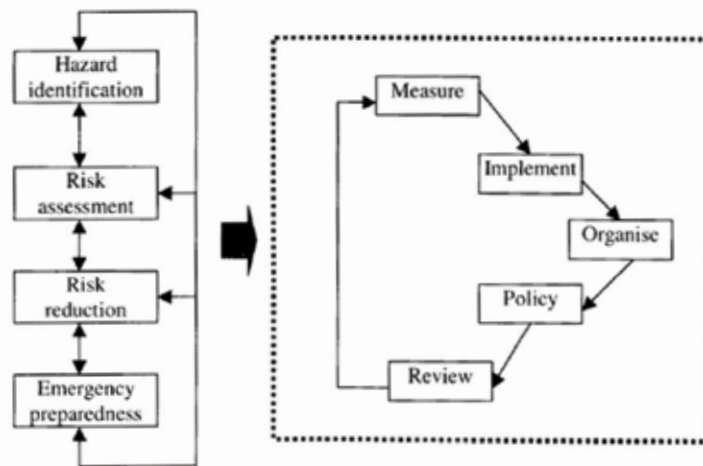 Hazard
identification
Risk
assessment
Risk
reduction
Emergency
preparedness
Measure
Implement
Organise
Policy
Review